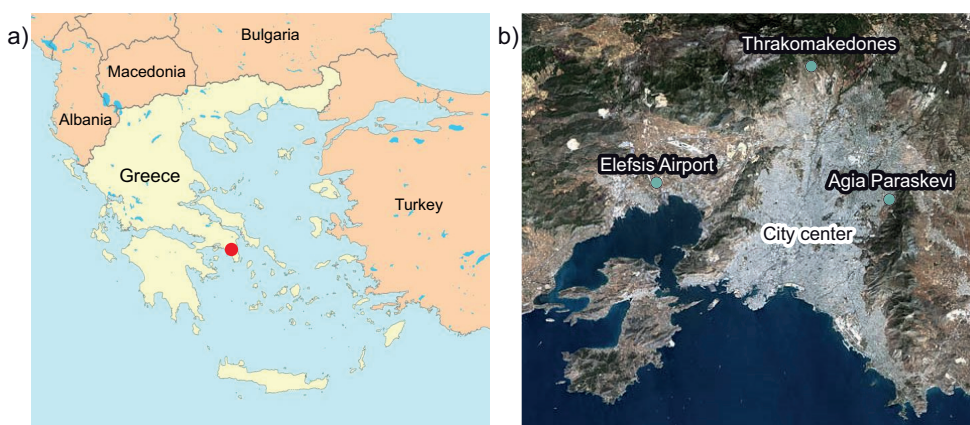 a)
Bulgaria
Macedonia
Albania
Greece
Turkey
b)
Thrakomakedones
Elefsis Airport
Agia Paraskevi
City center